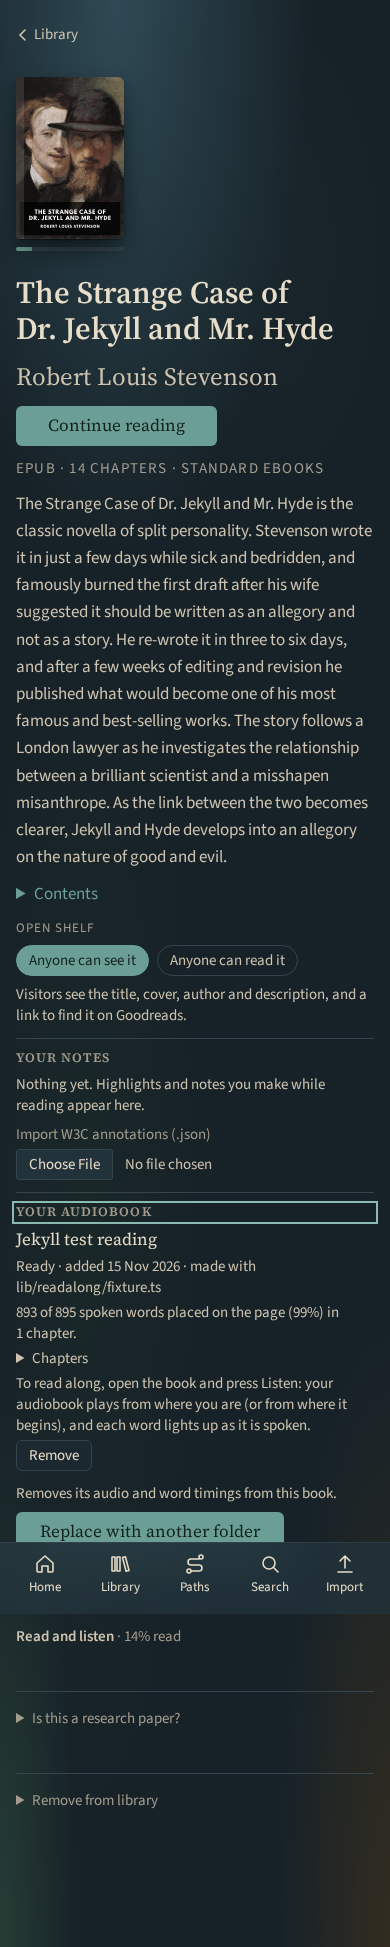 Library
THE STRANGE CASE OF
DR. JEKYLL AND MR. HYDE
ROBERT LOUIS STEVENSON
The Strange Case of
Dr. Jekyll and Mr. Hyde
Robert Louis Stevenson
Continue reading
EPUB · 14 CHAPTERS · STANDARD EBOOKS
The Strange Case of Dr. Jekyll and Mr. Hyde is the
classic novella of split personality. Stevenson wrote
it in just a few days while sick and bedridden, and
famously burned the first draft after his wife
suggested it should be written as an allegory and
not as a story. He re-wrote it in three to six days,
and after a few weeks of editing and revision he
published what would become one of his most
famous and best-selling works. The story follows a
London lawyer as he investigates the relationship
between a brilliant scientist and a misshapen
misanthrope. As the link between the two becomes
clearer, Jekyll and Hyde develops into an allegory
on the nature of good and evil.
Contents
OPEN SHELF
Anyone can see it
Anyone can read it
Visitors see the title, cover, author and description, and a
link to find it on Goodreads.
YOUR NOTES
Nothing yet. Highlights and notes you make while
reading appear here.
Import W3C annotations (.json)
Choose File No file chosen
YOUR AUDIOBOOK
Jekyll test reading
Ready · added 15 Nov 2026 · made with
lib/readalong/fixture.ts
893 of 895 spoken words placed on the page (99%) in
1 chapter.
Chapters
To read along, open the book and press Listen: your
audiobook plays from where you are (or from where it
begins), and each word lights up as it is spoken.
Remove
Removes its audio and word timings from this book.
Replace with another folder
Home
Library
Paths
Search
Import
Read and listen · 14% read
Is this a research paper?
Remove from library